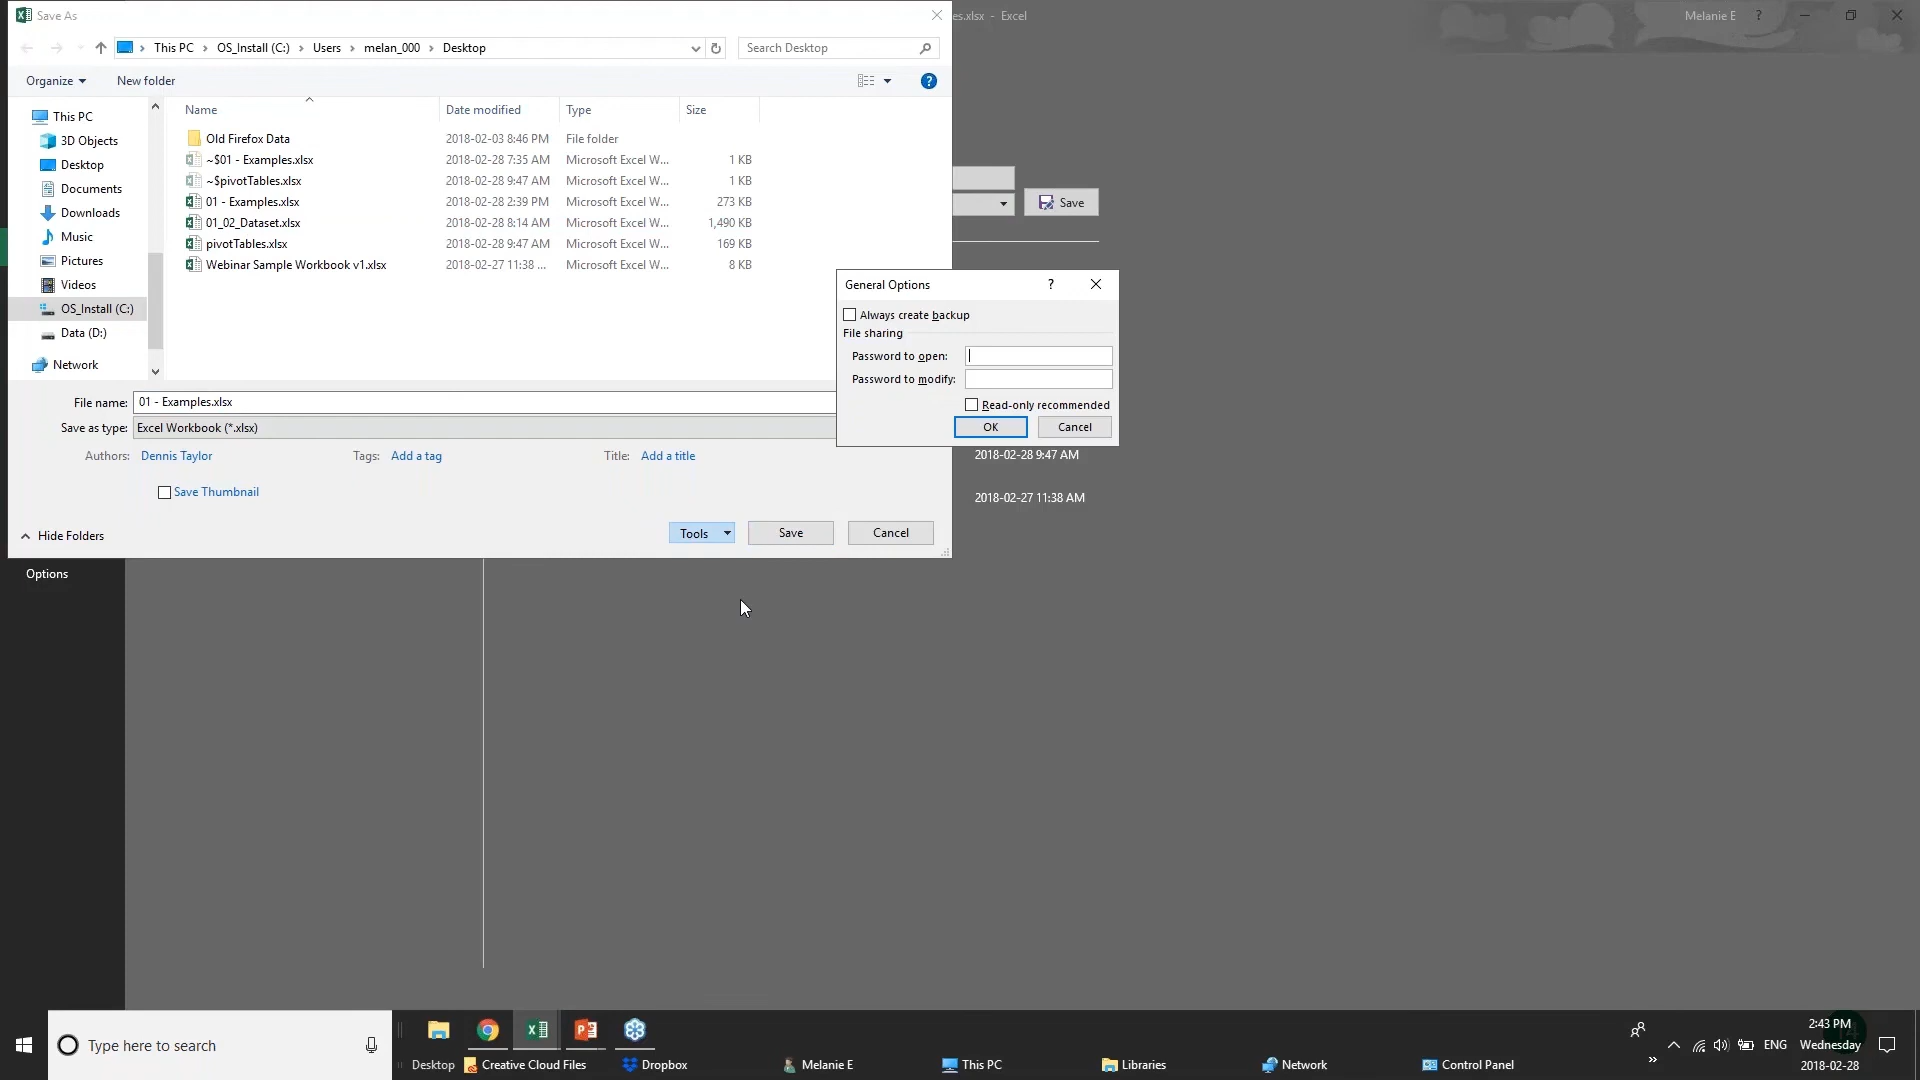 Save As
es.xlsx - Excel
Melanie E
?
This PC > OS_Install (C:) > Users > melan_000 > Desktop
Search Desktop
Organize
New folder
?
This PC
3D Objects
Desktop
Documents
Downloads
Music
Pictures
Videos
OS_Install (C:)
Data (D:)
Network
Name Date modified Type Size
Old Firefox Data 2018-02-03 8:46 PM File folder
~$01 - Examples.xlsx 2018-02-28 7:35 AM Microsoft Excel W... 1 KB
~$pivotTables.xlsx 2018-02-28 9:47 AM Microsoft Excel W... 1 KB
01 - Examples.xlsx 2018-02-28 2:39 PM Microsoft Excel W... 273 KB
01_02_Dataset.xlsx 2018-02-28 8:14 AM Microsoft Excel W... 1,490 KB
pivotTables.xlsx 2018-02-28 9:47 AM Microsoft Excel W... 169 KB
Webinar Sample Workbook v1.xlsx 2018-02-27 11:38 ... Microsoft Excel W... 8 KB
Save
General Options
?
Always create backup
File sharing
Password to open:
Password to modify:
Read-only recommended
OK
Cancel
File name: 01 - Examples.xlsx
Save as type: Excel Workbook (*.xlsx)
Authors: Dennis Taylor
Tags: Add a tag
Title: Add a title
2018-02-28 9:47 AM
Save Thumbnail
2018-02-27 11:38 AM
Hide Folders
Tools
Save
Cancel
Options
Type here to search
Desktop
Creative Cloud Files
Dropbox
Melanie E
This PC
Libraries
Network
Control Panel
ENG
2:43 PM
Wednesday
2018-02-28